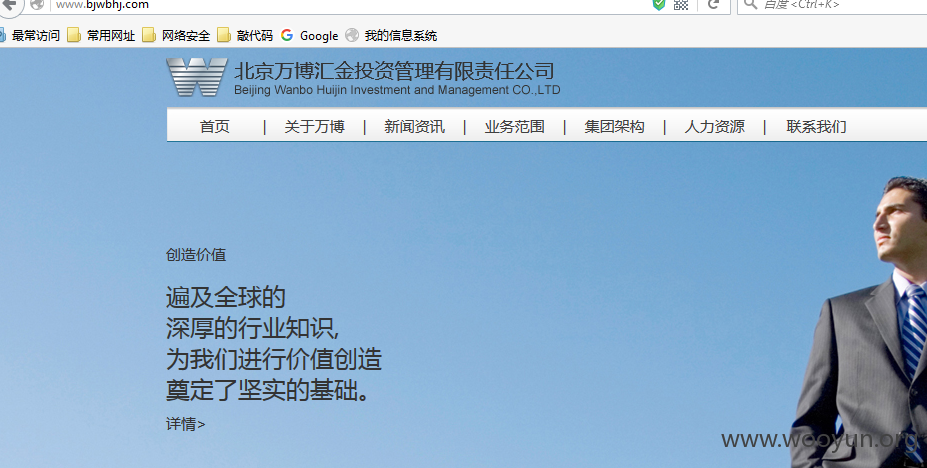 www.bjwbhj.com
百度 <Ctrl+K>
最常访问 常用网址 网络安全 敲代码 Google 我的信息系统
北京万博汇金投资管理有限责任公司
Beijing Wanbo Huijin Investment and Management CO.,LTD
首页 | 关于万博 | 新闻资讯 | 业务范围 | 集团架构 | 人力资源 | 联系我们
创造价值
遍及全球的
深厚的行业知识,
为我们进行价值创造
奠定了坚实的基础。
详情>
www.wooyun.org